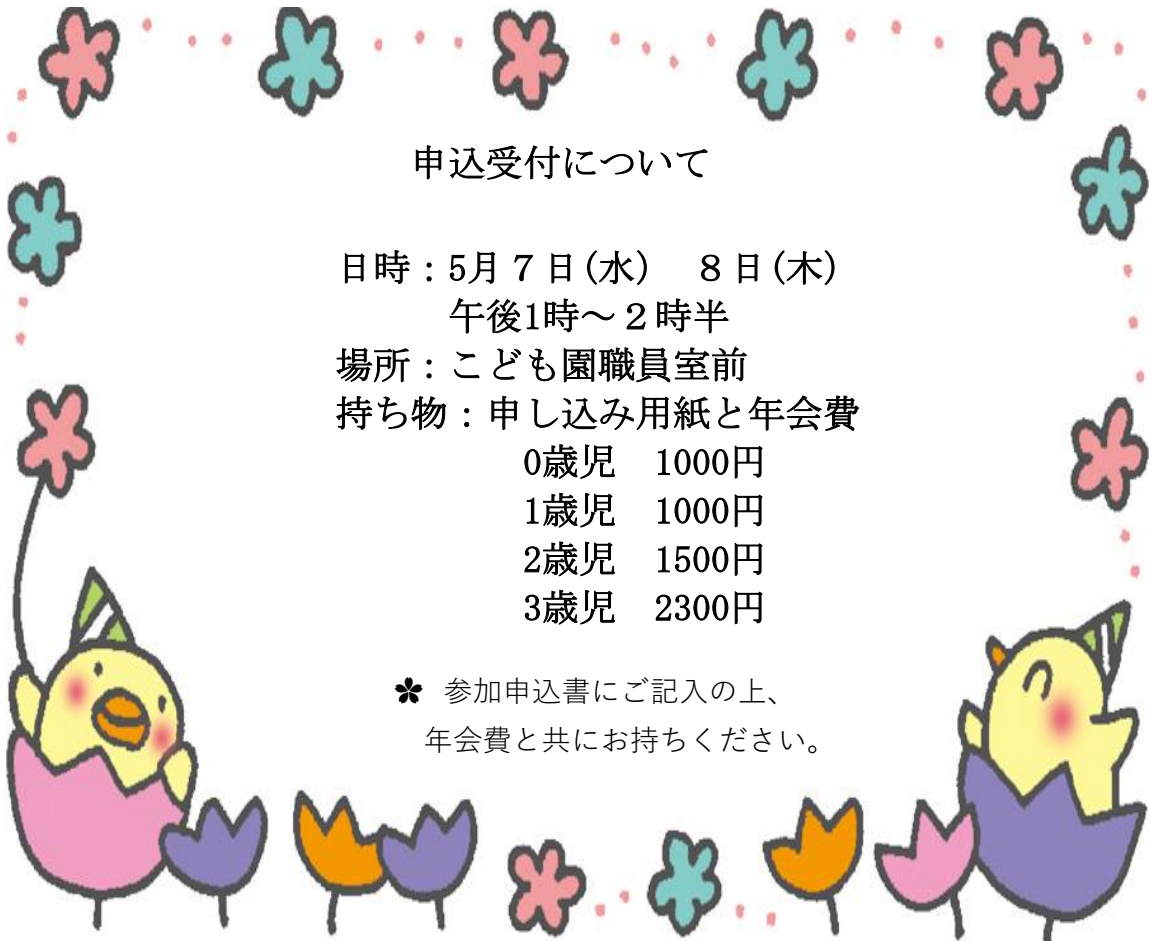 申込受付について
日時：5月７日(水)　８日(木)
午後1時～２時半
場所：こども園職員室前
持ち物：申し込み用紙と年会費
0歳児　1000円
1歳児　1000円
2歳児　1500円
3歳児　2300円
✿ 参加申込書にご記入の上、
年会費と共にお持ちください。